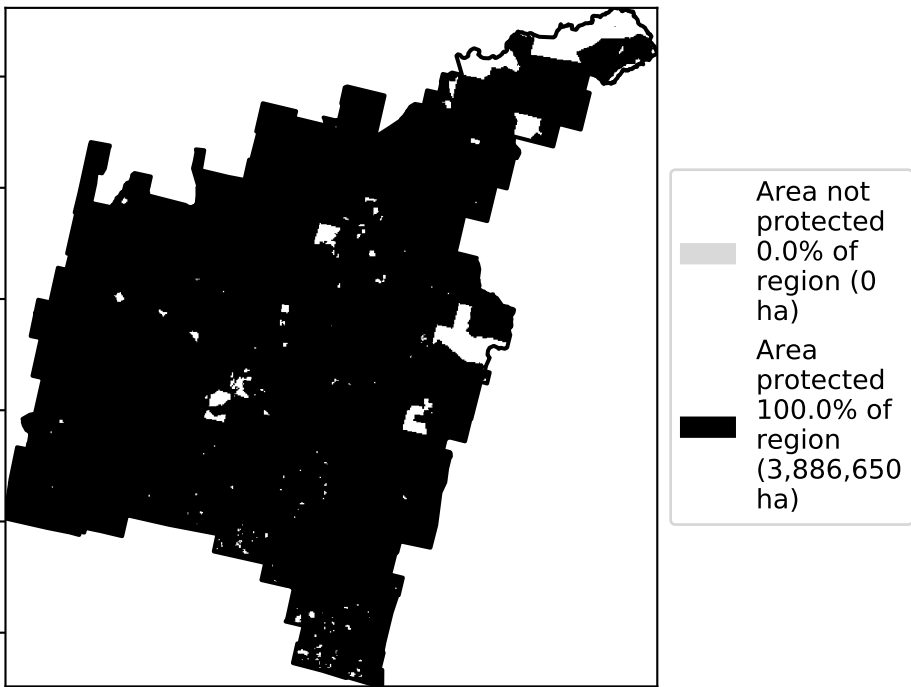 Area not
protected
0.0% of
region (0
ha)
Area
protected
100.0% of
region
(3,886,650
ha)